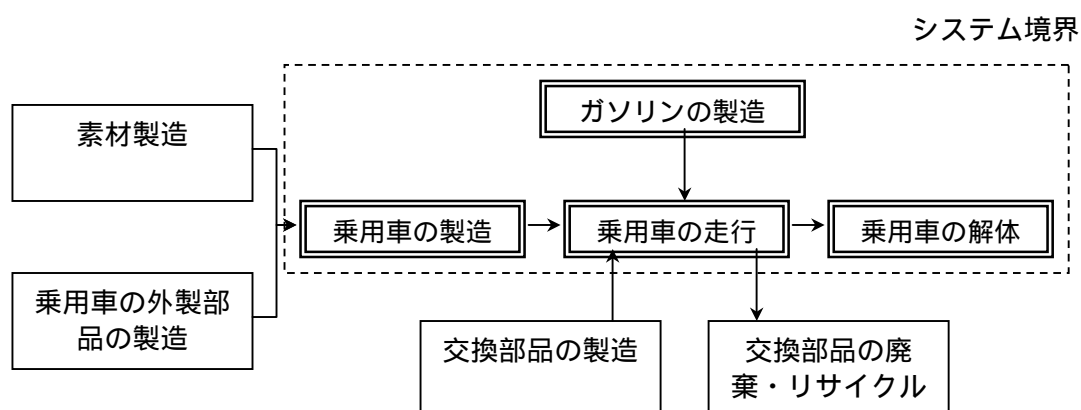 システム境界
ガソリンの製造
素材製造
乗用車の製造
乗用車の走行
乗用車の解体
乗用車の外製部
品の製造
交換部品の製造
交換部品の廃
棄・リサイクル